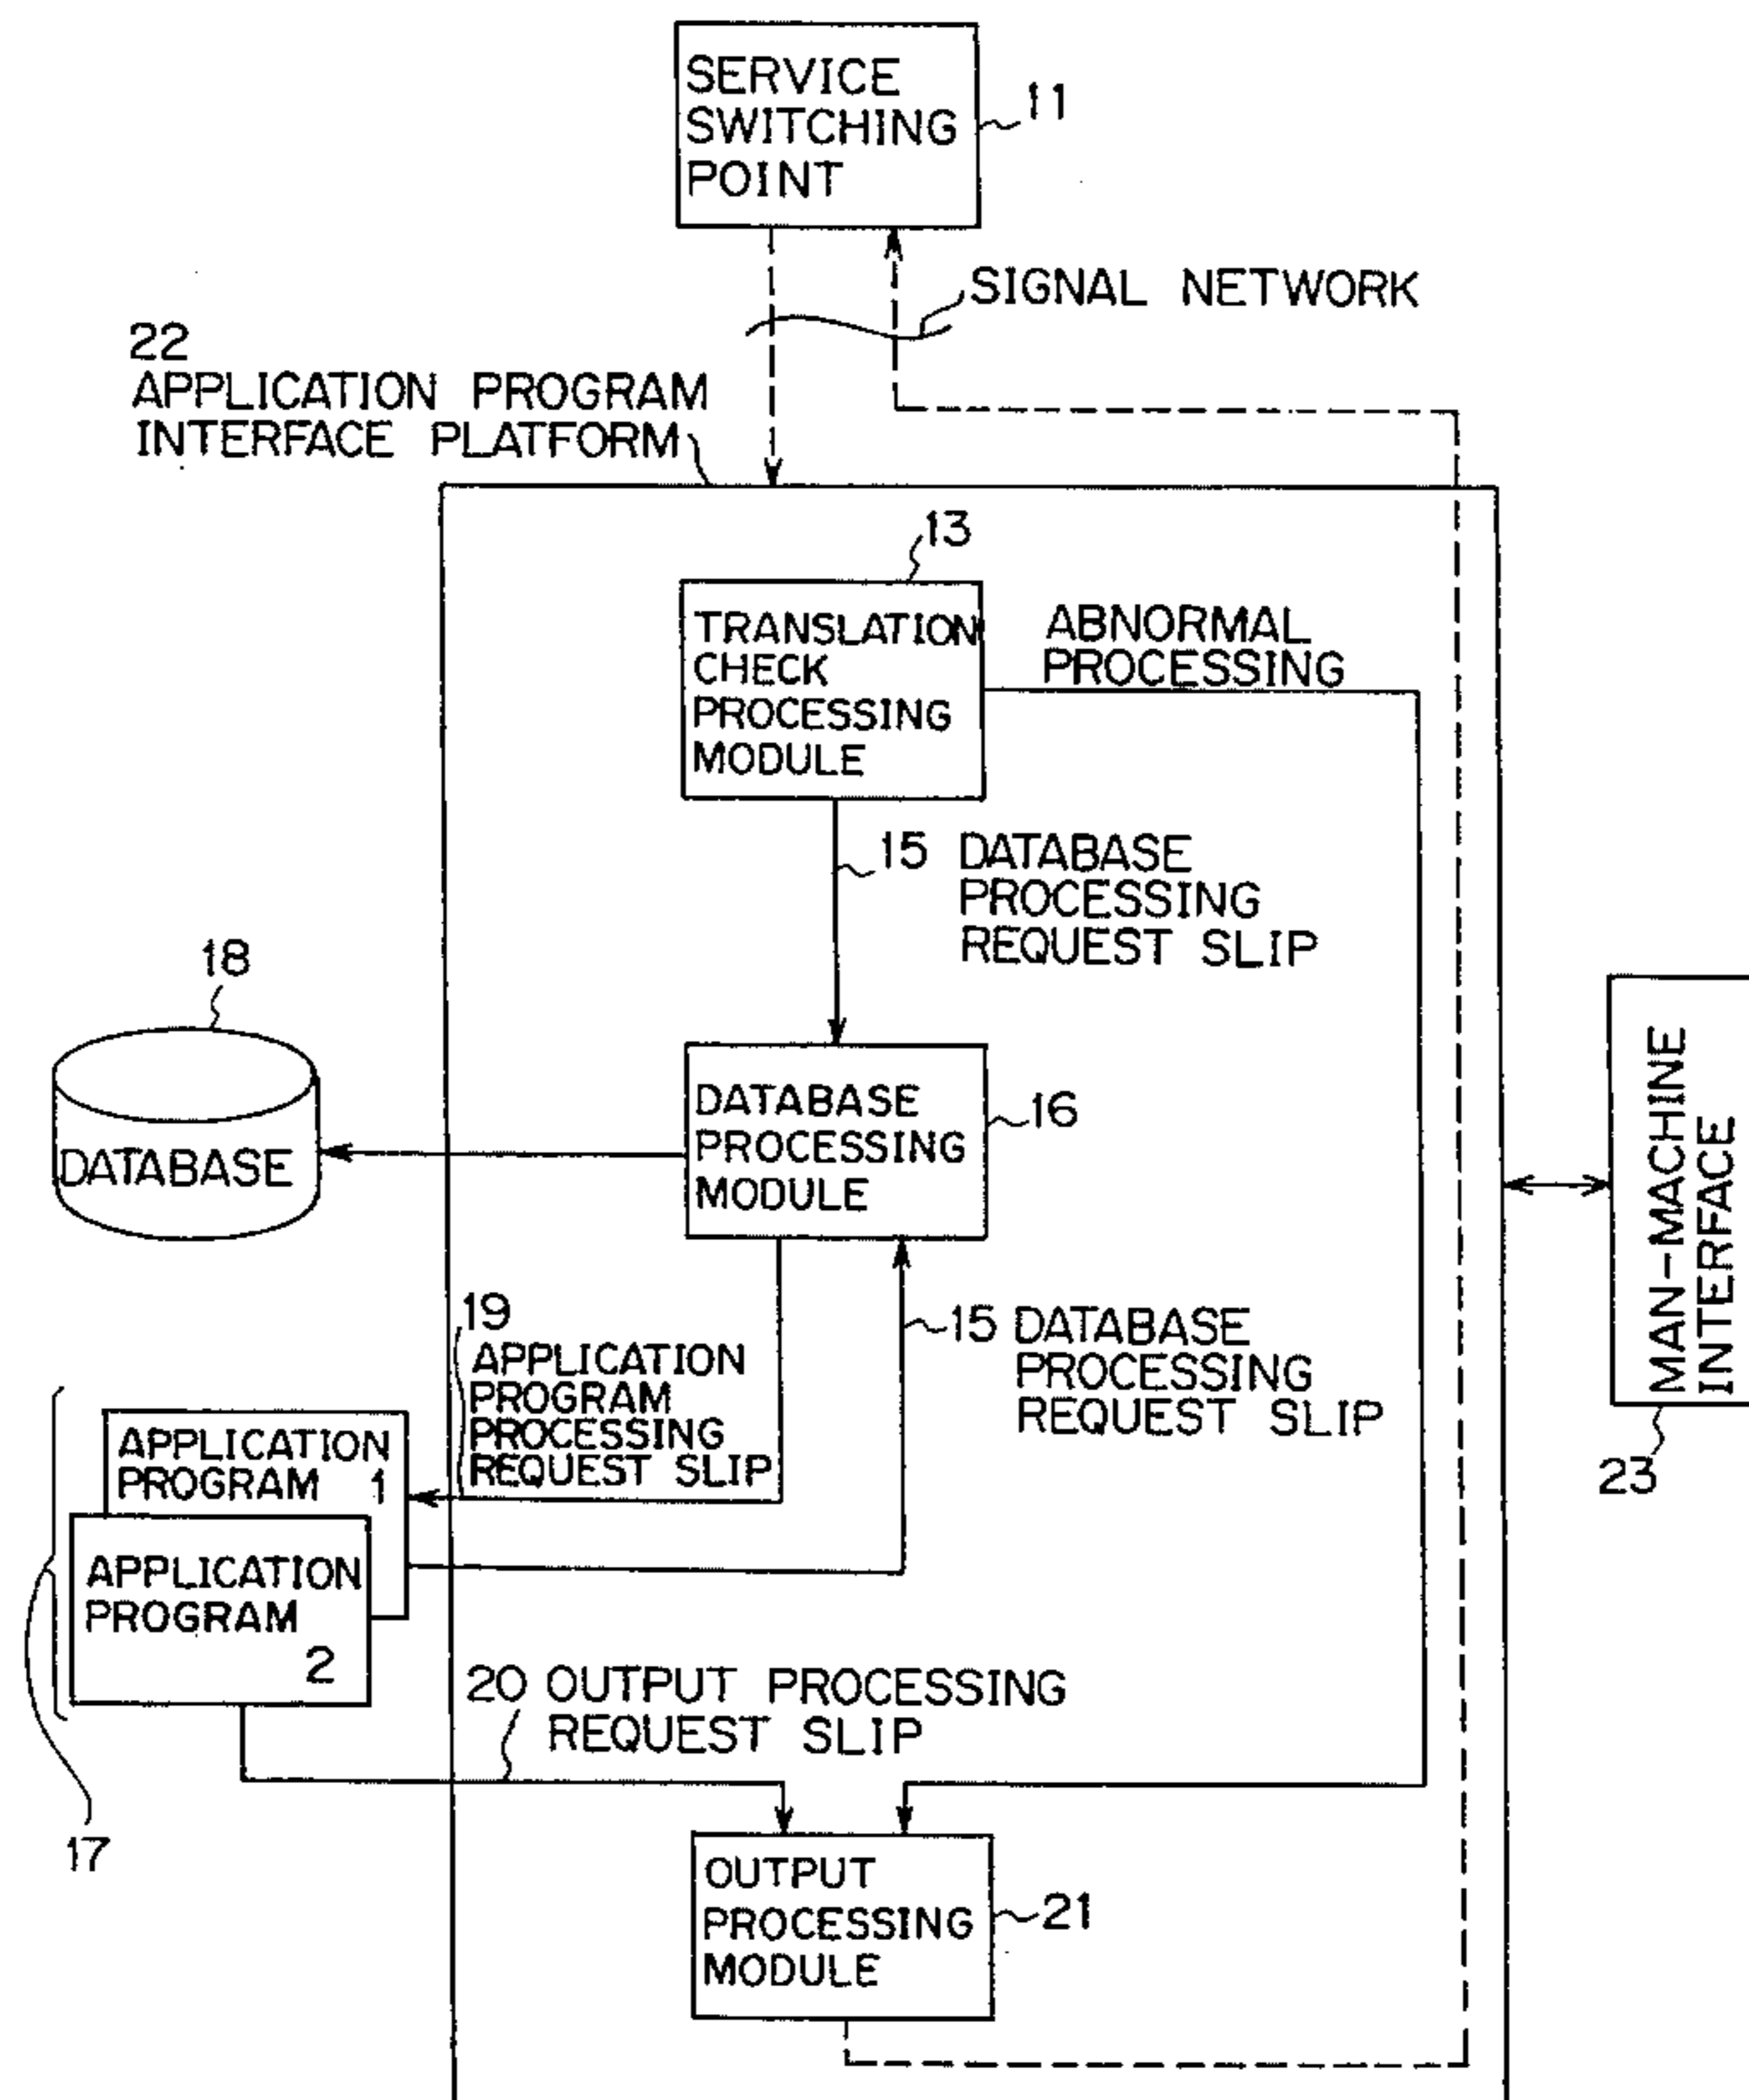 SERVICE
SWITCHING
POINT
11
SIGNAL NETWORK
22
APPLICATION PROGRAM
INTERFACE PLATFORM
13
TRANSLATION
CHECK
PROCESSING
MODULE
ABNORMAL
PROCESSING
15 DATABASE
PROCESSING
REQUEST SLIP
18
DATABASE
DATABASE
PROCESSING
MODULE
16
MAN-MACHINE
INTERFACE
23
19
APPLICATION
PROGRAM
PROCESSING
REQUEST SLIP
15 DATABASE
PROCESSING
REQUEST SLIP
APPLICATION
PROGRAM 1
APPLICATION
PROGRAM
2
17
20 OUTPUT PROCESSING
REQUEST SLIP
OUTPUT
PROCESSING
MODULE
21